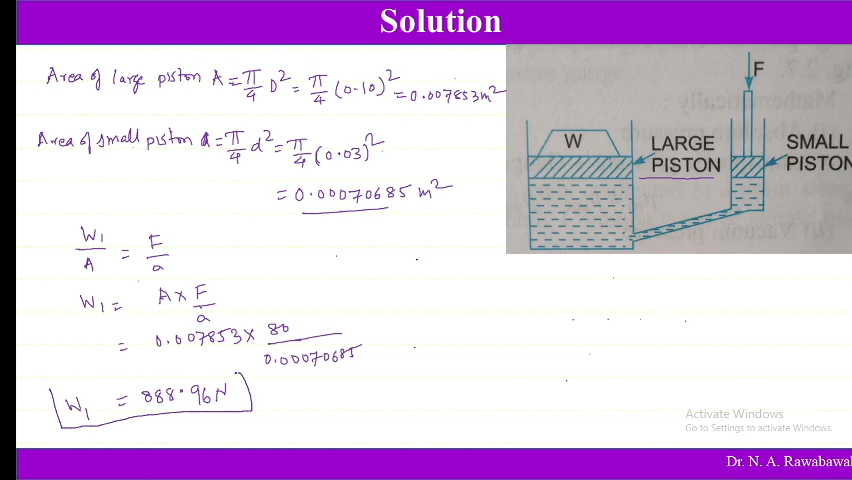 Solution
Area of large piston A = π/4 D² = π/4 (0.10)² = 0.007853 m²
Area of small piston a = π/4 d² = π/4 (0.03)²
= 0.00070685 m²
W₁/A = F/a
W₁ = A × F/a
= 0.007853 × 80/0.00070685
W₁ = 888.96N
F
W
LARGE
PISTON
SMALL
PISTON
Activate Windows
Go to Settings to activate Windows.
Dr. N. A. Rawabawal